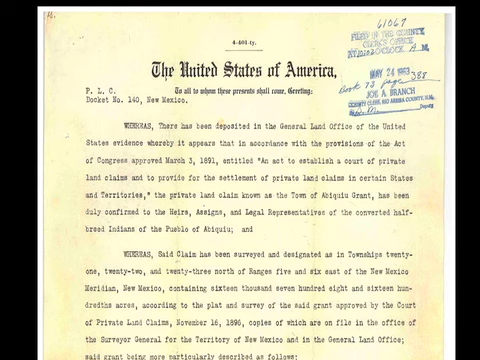 61067
4-404.ty.
FILED IN THE COUNTY
CLERK'S OFFICE
O'CLOCK A M.
MAY 24 1963
Book 73 page 388
JOE A. BRANCH
COUNTY CLERK, RIO ARRIBA COUNTY, N.M.
Deputy
The United States of America,
To all to whom these presents shall come, Greeting:
P. L. C.
Docket No. 140, New Mexico.
WHEREAS, There has been deposited in the General Land Office of the United
States evidence whereby it appears that in accordance with the provisions of the Act
of Congress approved March 3, 1891, entitled "An act to establish a court of private
land claims and to provide for the settlement of private land claims in certain States
and Territories," the private land claim known as the Town of Abiquiu Grant, has been
duly confirmed to the Heirs, Assigns, and Legal Representatives of the converted half-
breed Indians of the Pueblo of Abiquiu; and
WHEREAS, Said Claim has been surveyed and designated as in Townships twenty-
one, twenty-two, and twenty-three north of Ranges five and six east of the New Mexico
Meridian, New Mexico, containing sixteen thousand seven hundred eight and sixteen hun-
dredths acres, according to the plat and survey of the said grant approved by the Court
of Private Land Claims, November 16, 1896, copies of which are on file in the office of
the Surveyor General for the Territory of New Mexico and in the General Land Office;
said grant being more particularly described as follows: